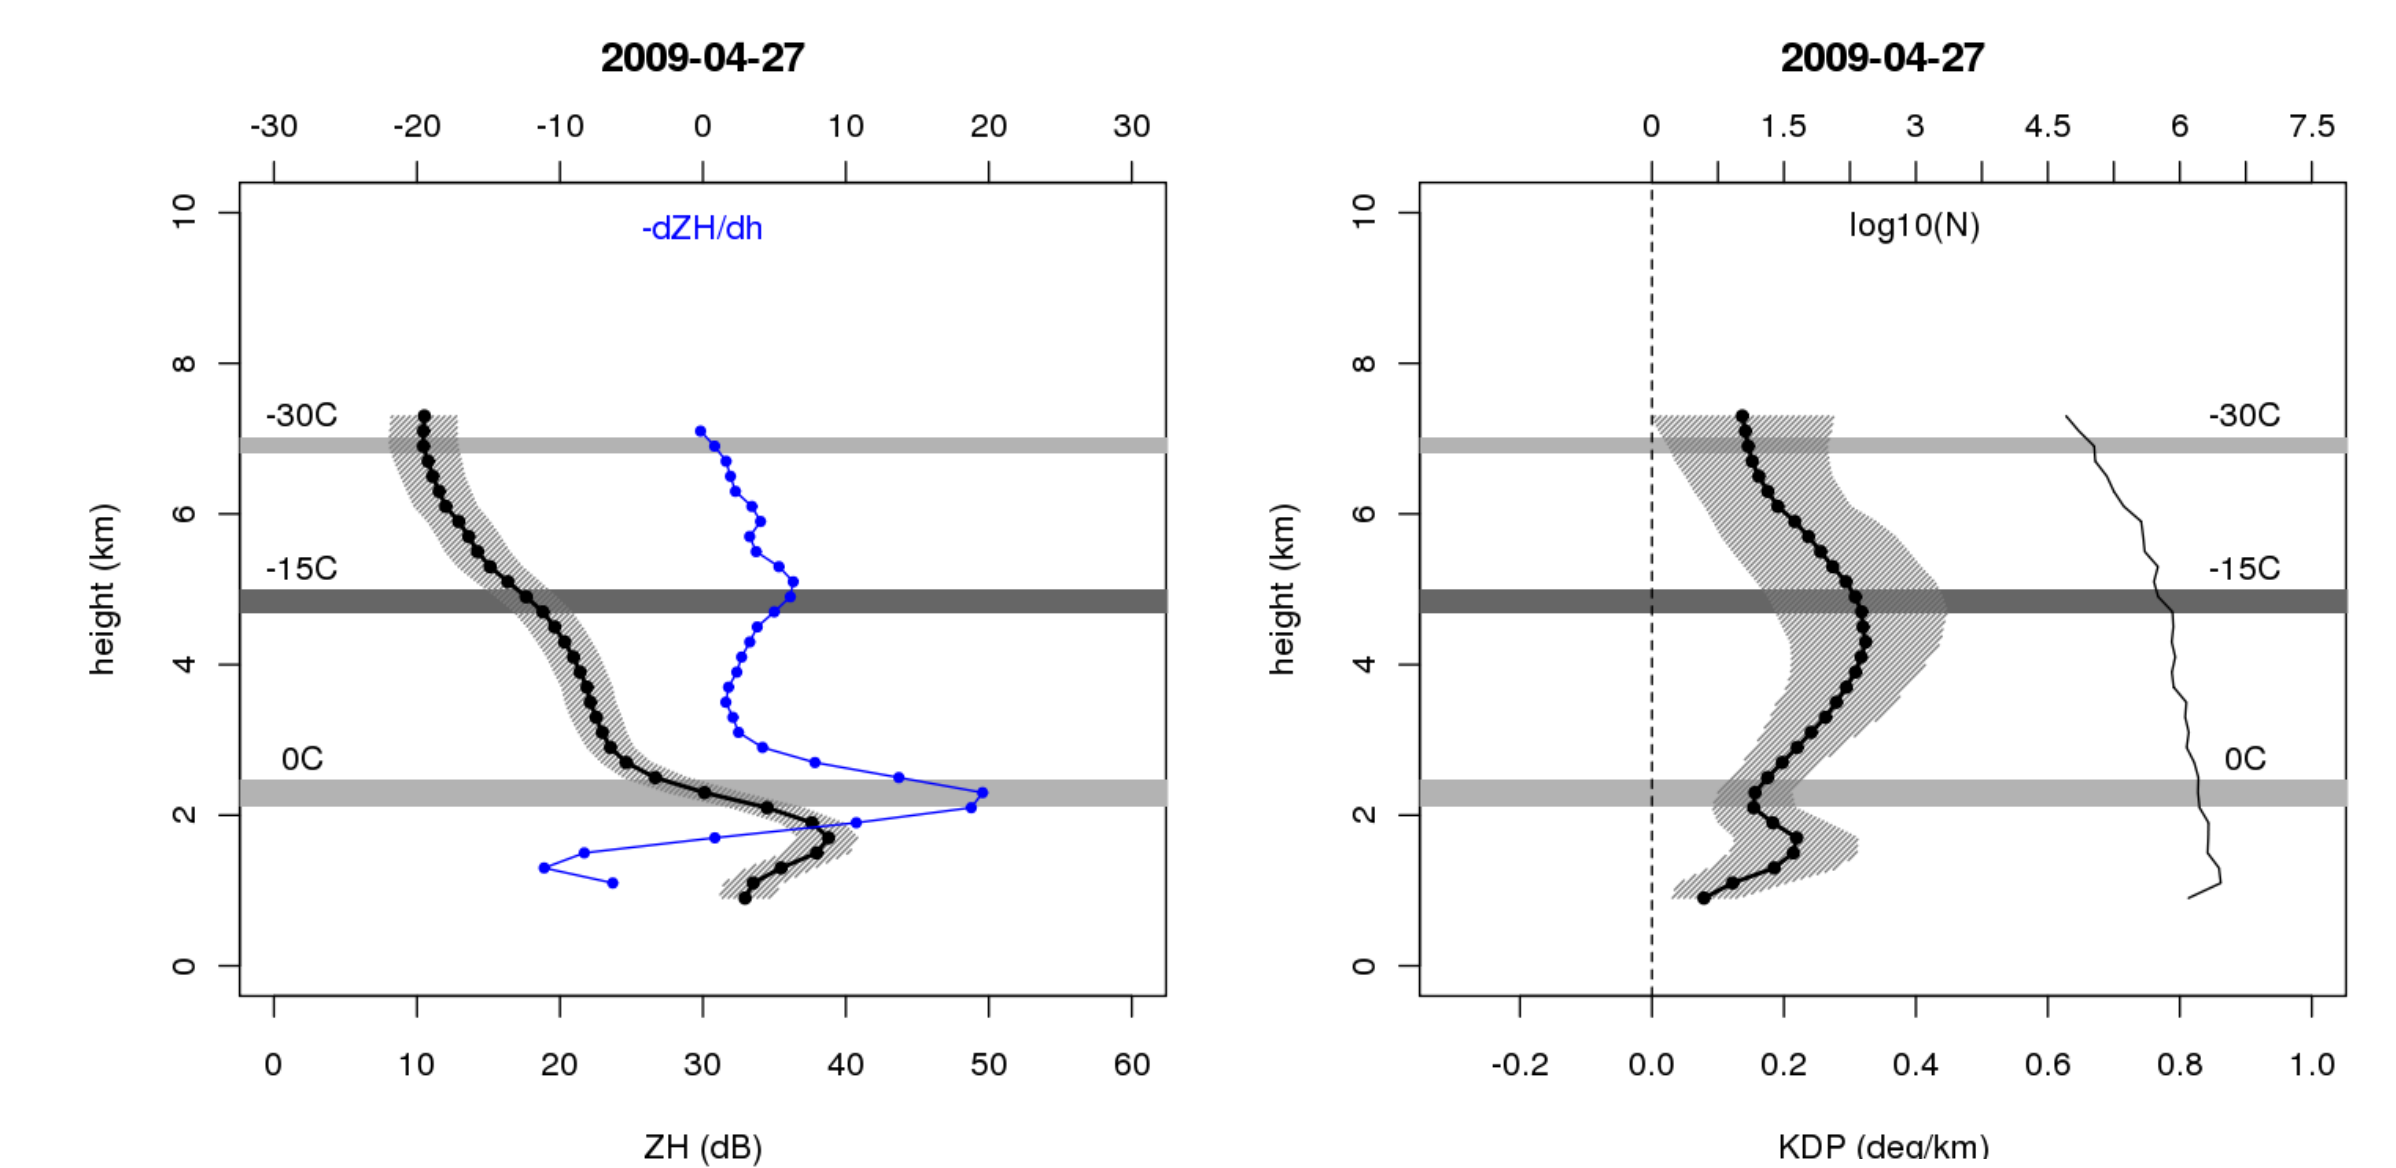 2009-04-27
-30 -20 -10 0 10 20 30
-dZH/dh
10
8
6
4
2
0
height (km)
-30C
-15C
0C
0 10 20 30 40 50 60
ZH (dB)
2009-04-27
0 1.5 3 4.5 6 7.5
log10(N)
10
8
6
4
2
0
height (km)
-30C
-15C
0C
-0.2 0.0 0.2 0.4 0.6 0.8 1.0
KDP (deg/km)